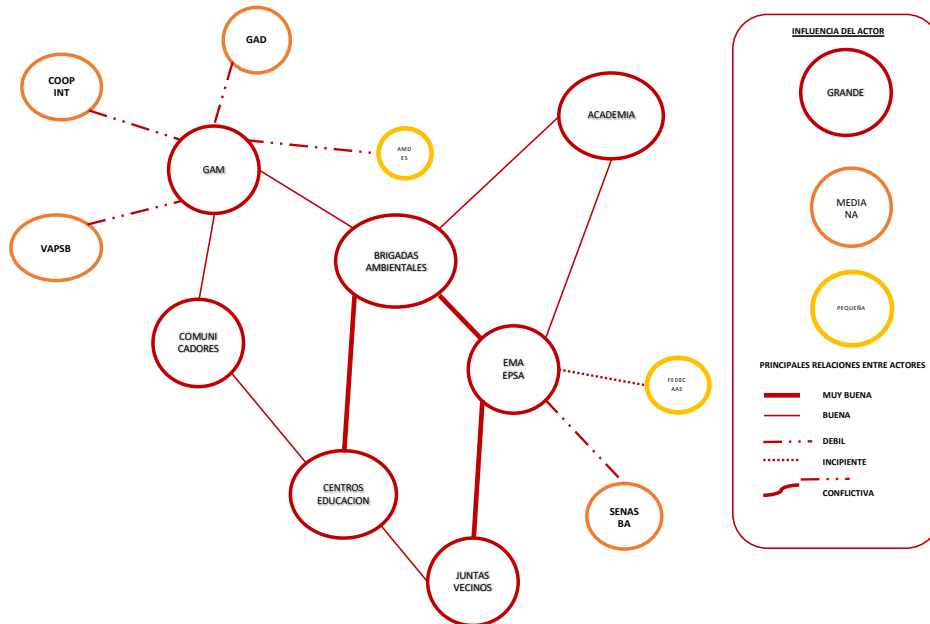 GAD
COOP
INT
AMD
ES
ACADEMIA
GAM
VAPSB
BRIGADAS
AMBIENTALES
COMUNI
CADORES
EMA
EPSA
FEDEC
AAS
CENTROS
EDUCACION
SENAS
BA
JUNTAS
VECINOS
INFLUENCIA DEL ACTOR
GRANDE
MEDIA
NA
PEQUEÑA
PRINCIPALES RELACIONES ENTRE ACTORES
MUY BUENA
BUENA
DEBIL
INCIPIENTE
CONFLICTIVA